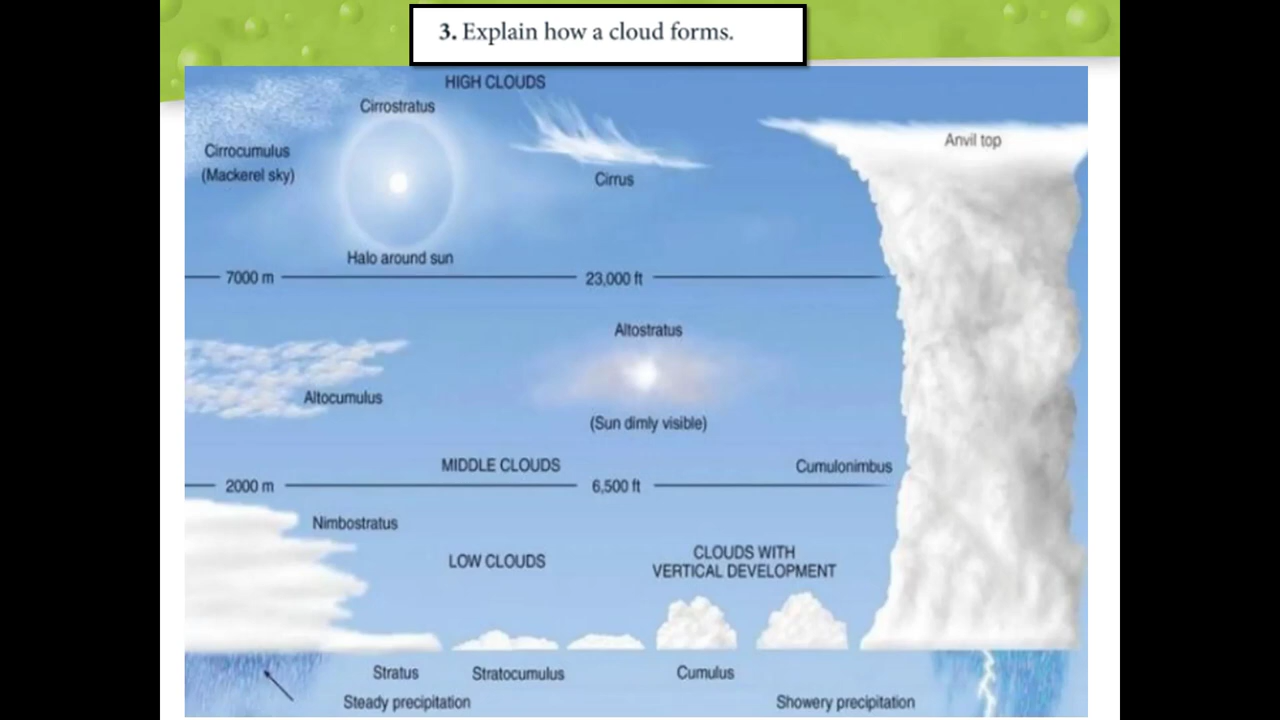 3. Explain how a cloud forms.
HIGH CLOUDS
Cirrostratus
Cirrocumulus
(Mackerel sky)
Cirrus
Anvil top
Halo around sun
7000 m
23,000 ft
Altostratus
Altocumulus
(Sun dimly visible)
MIDDLE CLOUDS
Cumulonimbus
2000 m
6,500 ft
Nimbostratus
LOW CLOUDS
CLOUDS WITH
VERTICAL DEVELOPMENT
Stratus
Stratocumulus
Cumulus
Steady precipitation
Showery precipitation